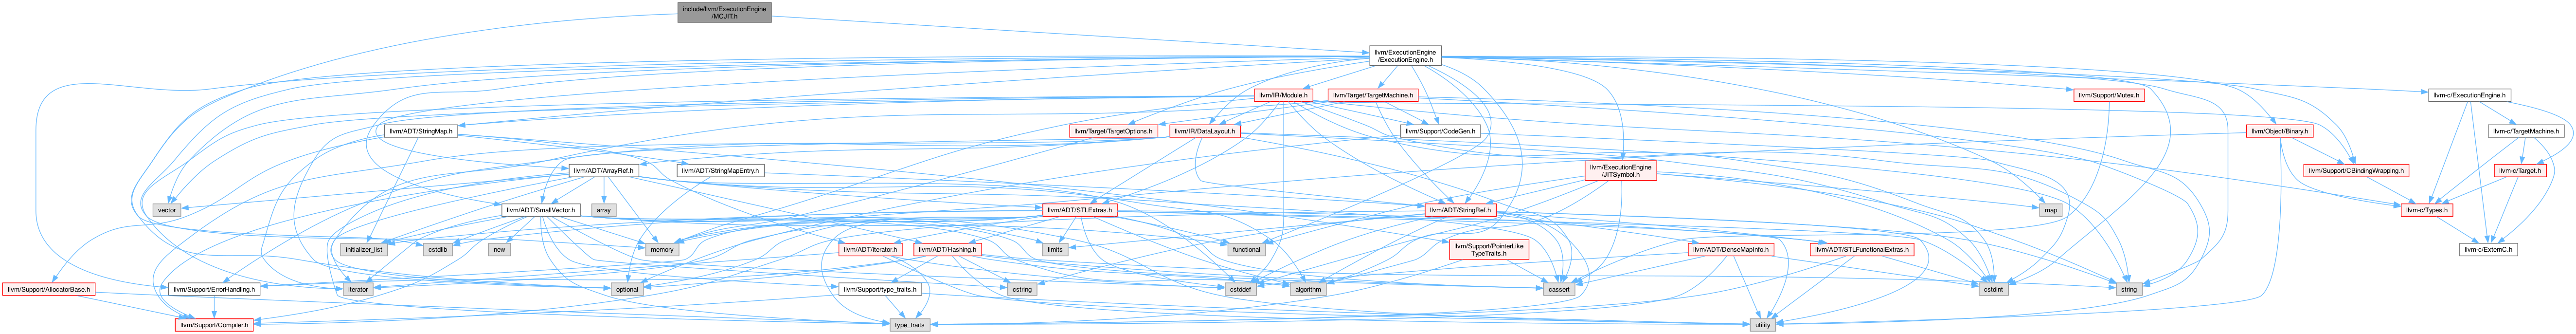 include/llvm/ExecutionEngine
/MCJIT.h
llvm/ExecutionEngine
/ExecutionEngine.h
llvm/IR/Module.h
llvm/Target/TargetMachine.h
llvm/Support/Mutex.h
llvm-c/ExecutionEngine.h
llvm/ADT/StringMap.h
llvm/Target/TargetOptions.h
llvm/IR/DataLayout.h
llvm/Support/CodeGen.h
llvm/Object/Binary.h
llvm-c/TargetMachine.h
llvm/ADT/ArrayRef.h
llvm/ADT/StringMapEntry.h
llvm/ExecutionEngine
/JITSymbol.h
llvm/Support/CBindingWrapping.h
llvm-c/Target.h
vector
llvm/ADT/SmallVector.h
array
llvm/ADT/STLExtras.h
llvm/ADT/StringRef.h
map
llvm-c/Types.h
initializer_list
cstdlib
new
memory
llvm/ADT/iterator.h
llvm/ADT/Hashing.h
limits
functional
llvm/Support/PointerLike
TypeTraits.h
llvm/ADT/DenseMapInfo.h
llvm/ADT/STLFunctionalExtras.h
llvm-c/ExternC.h
llvm/Support/AllocatorBase.h
llvm/Support/ErrorHandling.h
iterator
optional
llvm/Support/type_traits.h
cstring
cstddef
algorithm
cassert
cstdint
string
llvm/Support/Compiler.h
type_traits
utility